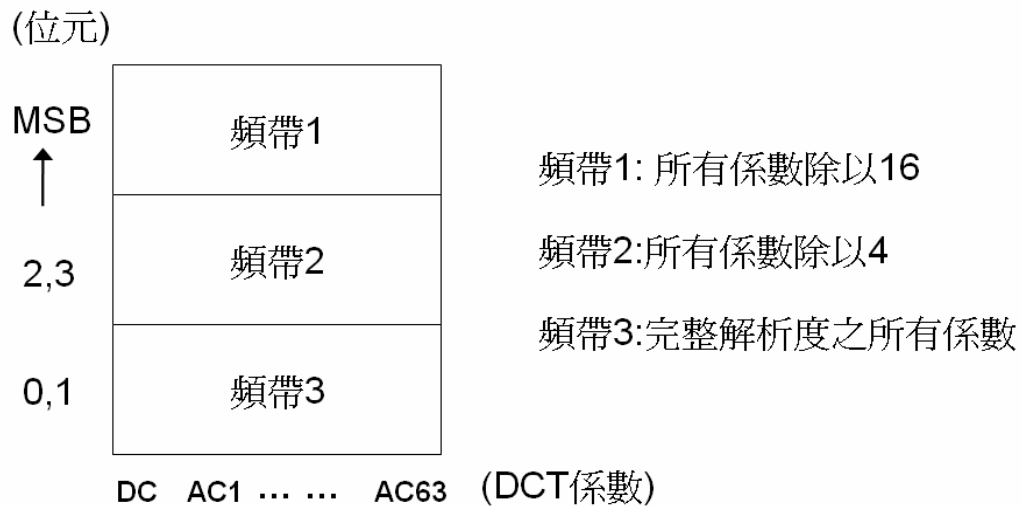 (位元)
MSB
頻帶1
頻帶1: 所有係數除以16
2,3
頻帶2
頻帶2:所有係數除以4
頻帶3:完整解析度之所有係數
0,1
頻帶3
DC AC1 ... ... AC63 (DCT係數)